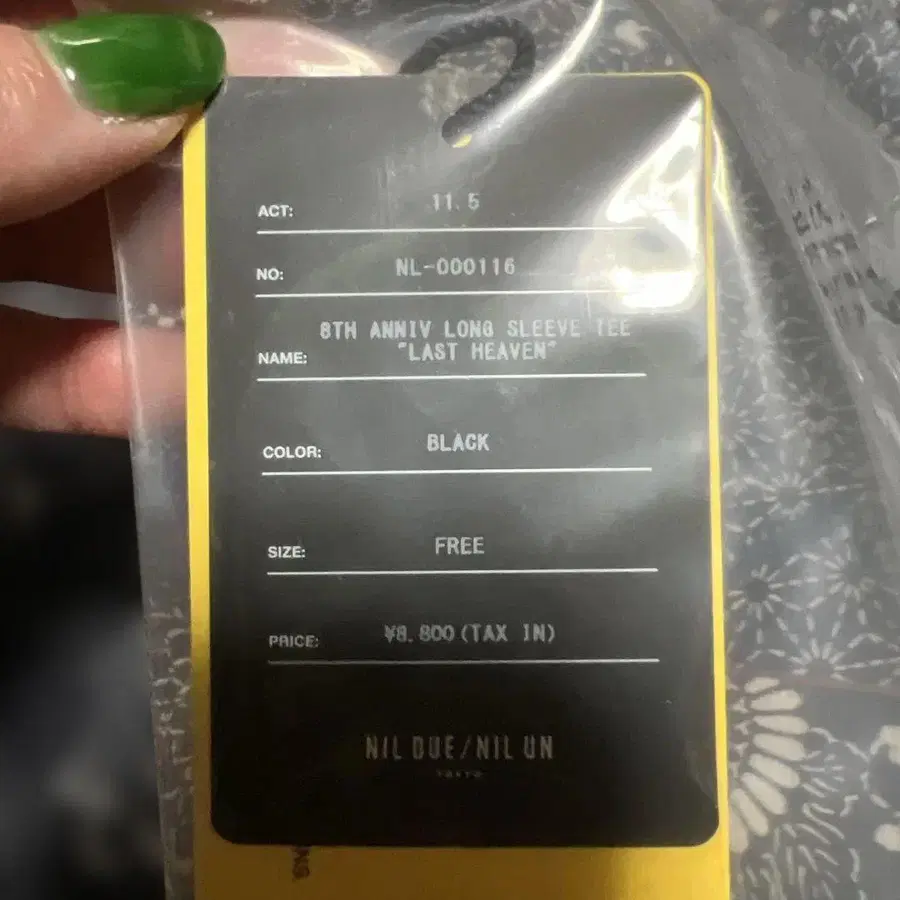 ACT: 11.5
NO: NL-000116
8TH ANNIV LONG SLEEVE TEE
NAME: "LAST HEAVEN"
COLOR: BLACK
SIZE: FREE
PRICE: ¥8.800(TAX IN)
NIL DUE/NIL UN
TOKYO